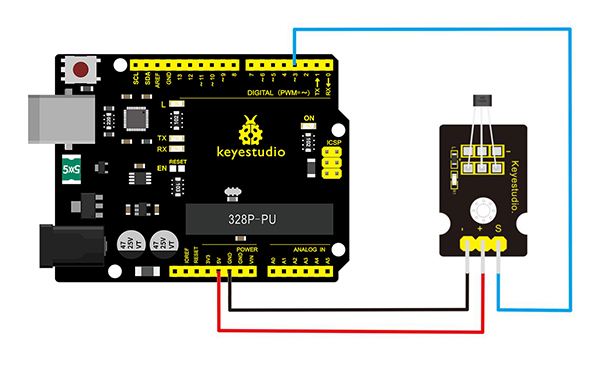 SCL
SDA
AREF
GND
13
12
~11
~10
~9
8
7
~6
~5
4
~3
2
TX→1
RX←0
DIGITAL (PWM=~)
L
TX
RX
RESET
EN
ON
ICSP
keyestudio
5x5
328P-PU
47
25V
VT
47
25V
VT
IOREF
RESET
3V3
5V
GND
GND
VIN
POWER
ANALOG IN
A0
A1
A2
A3
A4
A5
Keyestudio.
-
-
+
S